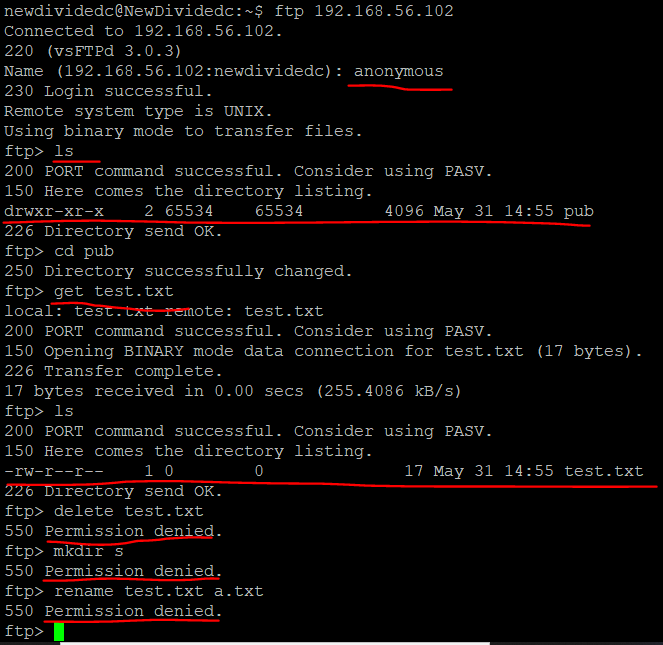 newdividedc@NewDividedc:~$ ftp 192.168.56.102
Connected to 192.168.56.102.
220 (vsFTPd 3.0.3)
Name (192.168.56.102:newdividedc): anonymous
230 Login successful.
Remote system type is UNIX.
Using binary mode to transfer files.
ftp> ls
200 PORT command successful. Consider using PASV.
150 Here comes the directory listing.
drwxr-xr-x    2 65534    65534        4096 May 31 14:55 pub
226 Directory send OK.
ftp> cd pub
250 Directory successfully changed.
ftp> get test.txt
local: test.txt remote: test.txt
200 PORT command successful. Consider using PASV.
150 Opening BINARY mode data connection for test.txt (17 bytes).
226 Transfer complete.
17 bytes received in 0.00 secs (255.4086 kB/s)
ftp> ls
200 PORT command successful. Consider using PASV.
150 Here comes the directory listing.
-rw-r--r--    1 0        0              17 May 31 14:55 test.txt
226 Directory send OK.
ftp> delete test.txt
550 Permission denied.
ftp> mkdir s
550 Permission denied.
ftp> rename test.txt a.txt
550 Permission denied.
ftp>